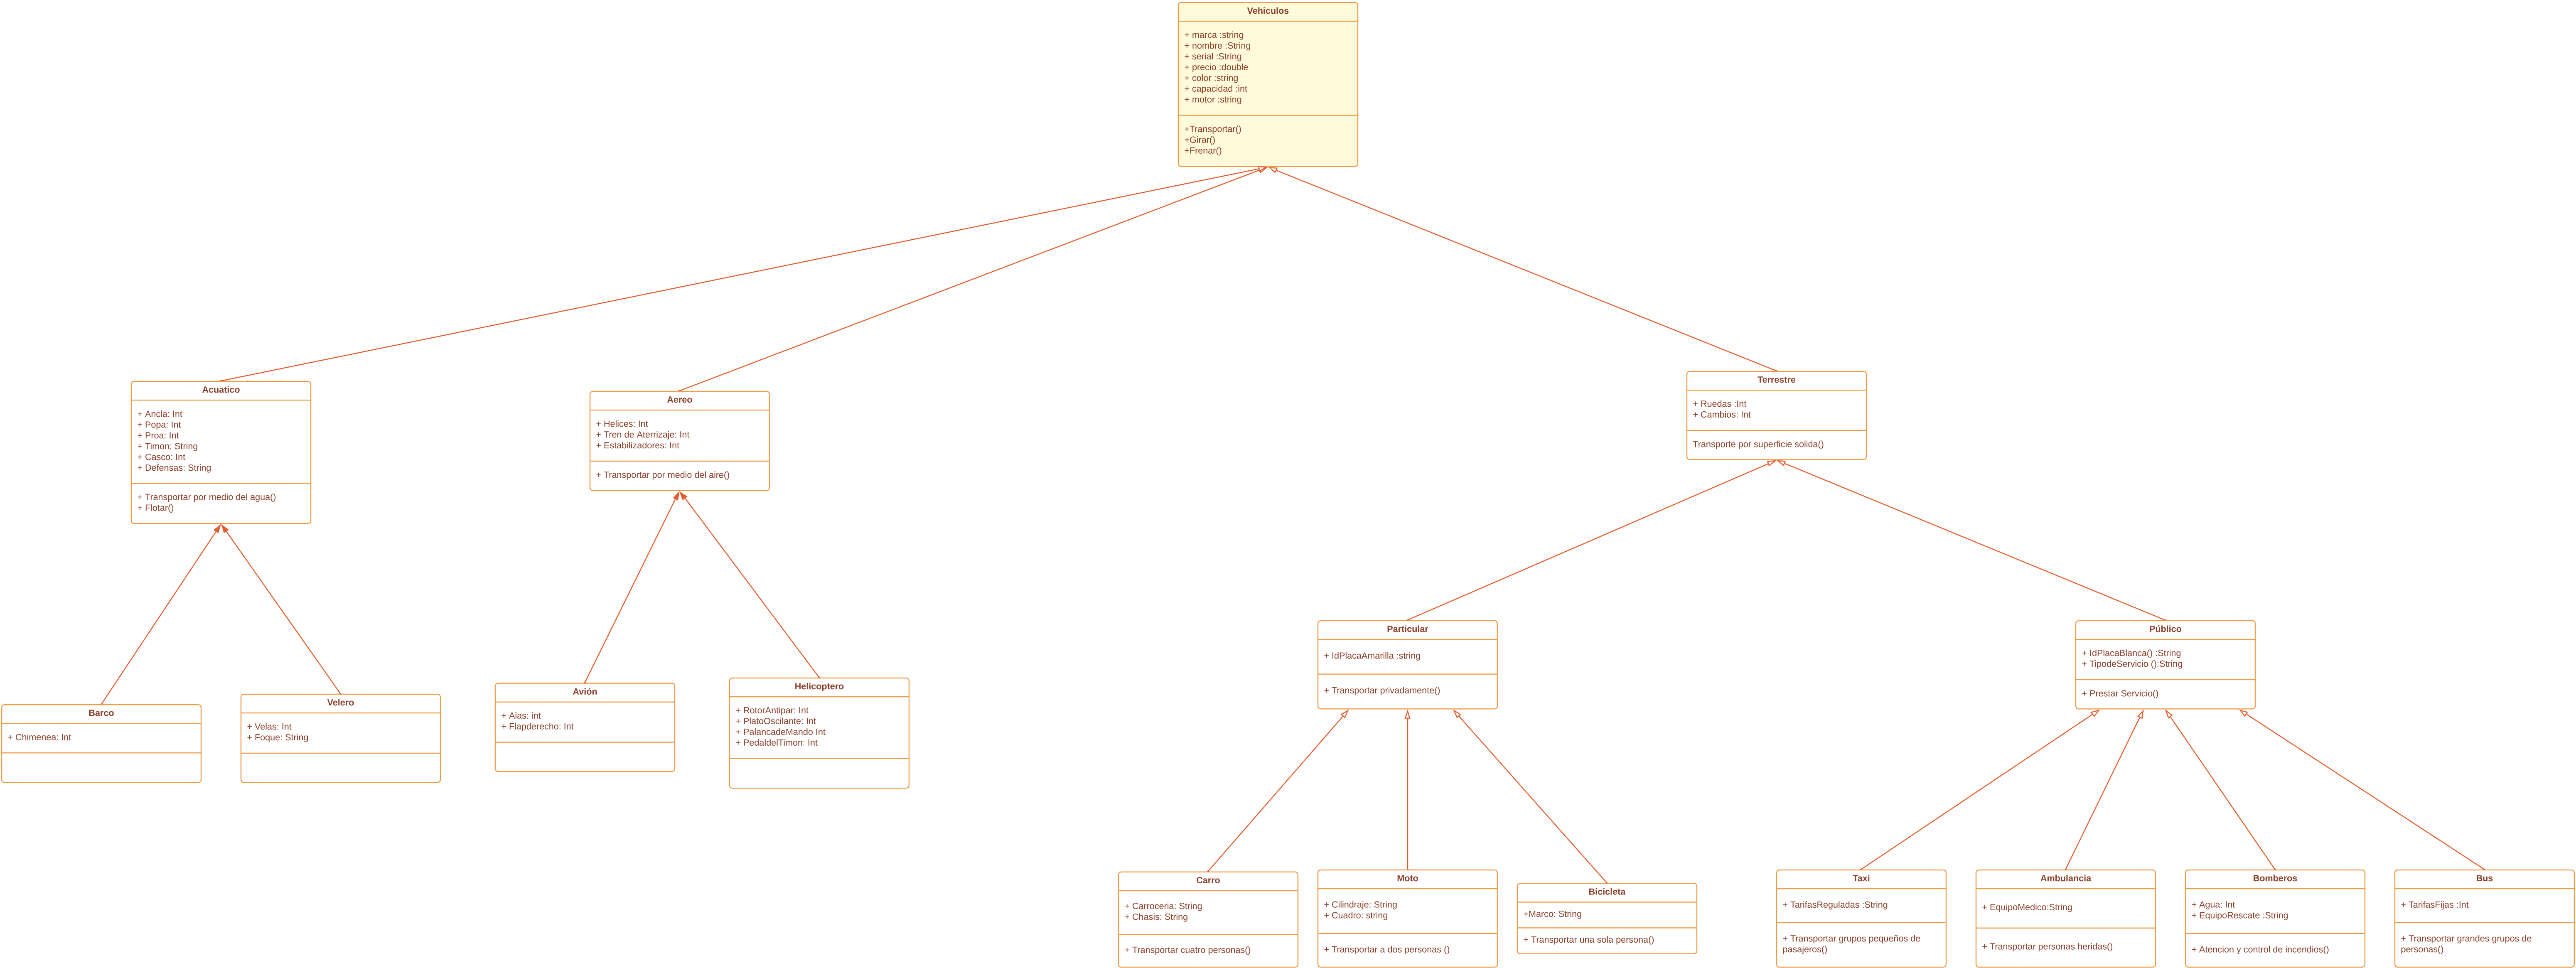 Vehiculos
+ marca :string
+ nombre :String
+ serial :String
+ precio :double
+ color :string
+ capacidad :int
+ motor :string
+Transportar()
+Girar()
+Frenar()
Acuatico
+ Ancla: Int
+ Popa: Int
+ Proa: Int
+ Timon: String
+ Casco: Int
+ Defensas: String
+ Transportar por medio del agua()
+ Flotar()
Aereo
+ Helices: Int
+ Tren de Aterrizaje: Int
+ Estabilizadores: Int
+ Transportar por medio del aire()
Terrestre
+ Ruedas :Int
+ Cambios: Int
Transporte por superficie solida()
Barco
+ Chimenea: Int
Velero
+ Velas: Int
+ Foque: String
Avión
+ Alas: int
+ Flapderecho: Int
Helicoptero
+ RotorAntipar: Int
+ PlatoOscilante: Int
+ PalancadeMando Int
+ PedaldelTimon: Int
Particular
+ IdPlacaAmarilla :string
+ Transportar privadamente()
Público
+ IdPlacaBlanca() :String
+ TipodeServicio ():String
+ Prestar Servicio()
Carro
+ Carroceria: String
+ Chasis: String
+ Transportar cuatro personas()
Moto
+ Cilindraje: String
+ Cuadro: string
+ Transportar a dos personas ()
Bicicleta
+Marco: String
+ Transportar una sola persona()
Taxi
+ TarifasReguladas :String
+ Transportar grupos pequeños de
pasajeros()
Ambulancia
+ EquipoMedico:String
+ Transportar personas heridas()
Bomberos
+ Agua: Int
+ EquipoRescate :String
+ Atencion y control de incendios()
Bus
+ TarifasFijas :Int
+ Transportar grandes grupos de
personas()